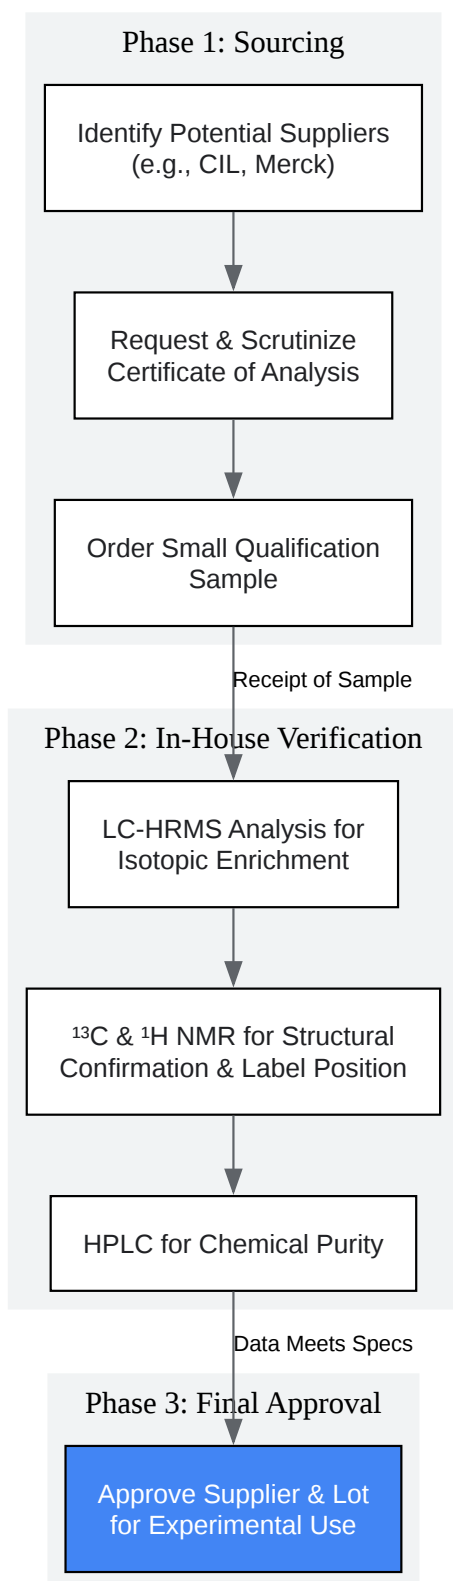 Phase 1: Sourcing
Identify Potential Suppliers
(e.g., CIL, Merck)
Request & Scrutinize
Certificate of Analysis
Order Small Qualification
Sample
Receipt of Sample
Phase 2: In-House Verification
LC-HRMS Analysis for
Isotopic Enrichment
¹³C & ¹H NMR for Structural
Confirmation & Label Position
HPLC for Chemical Purity
Data Meets Specs
Phase 3: Final Approval
Approve Supplier & Lot
for Experimental Use